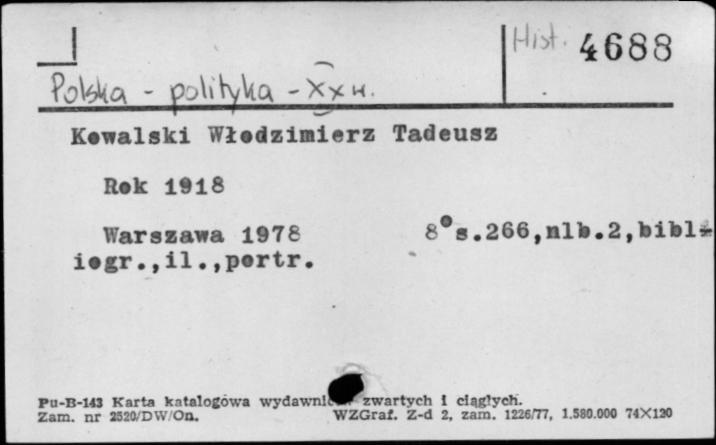 Hist. 4688
Polska - polityka - XX w.
Kowalski Włodzimierz Tadeusz
Rok 1918
Warszawa 1978 8° s.266,nlb.2,bibl-
iogr.,il.,portr.
Pu-B-143 Karta katalogowa wydawnictw zwartych i ciągłych.
Zam. nr 2520/DW/On. WZGraf. Z-d 2, zam. 1226/77, 1.580.000 74X120